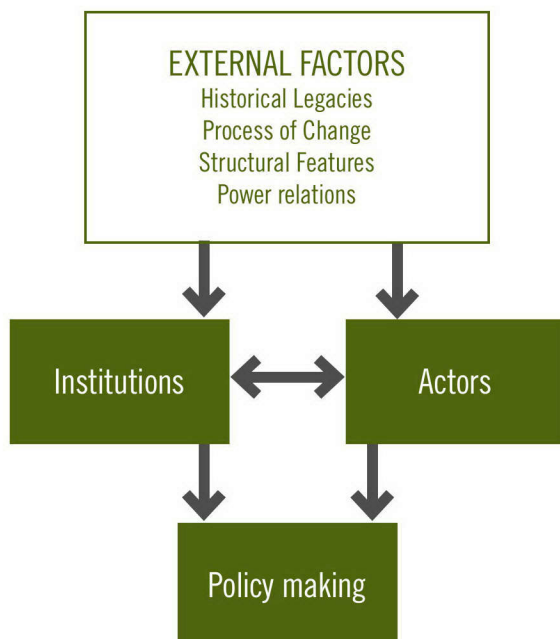 EXTERNAL FACTORS
Historical Legacies
Process of Change
Structural Features
Power relations
Institutions
Actors
Policy making